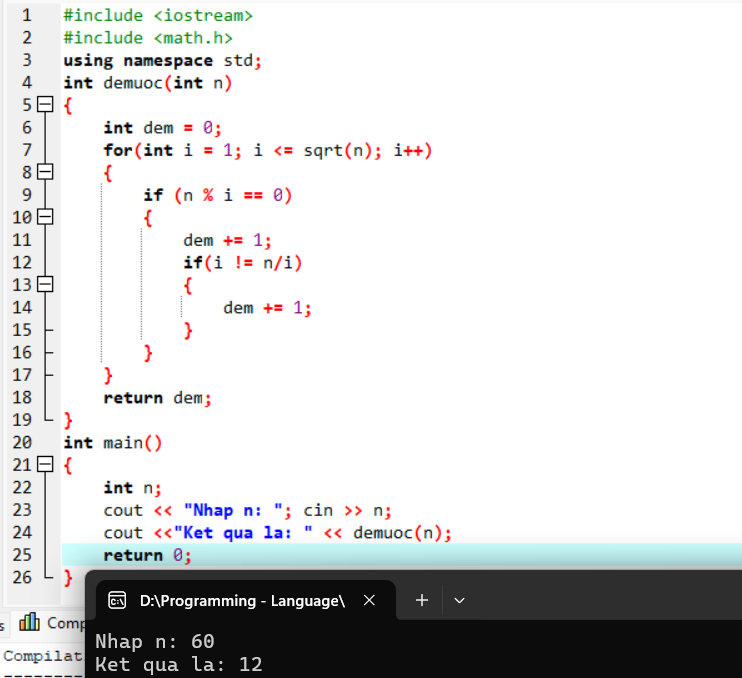 1 #include <iostream>
2 #include <math.h>
3 using namespace std;
4 int demuoc(int n)
5 {
6 int dem = 0;
7 for(int i = 1; i <= sqrt(n); i++)
8 {
9 if (n % i == 0)
10 {
11 dem += 1;
12 if(i != n/i)
13 {
14 dem += 1;
15 }
16 }
17 }
18 return dem;
19 }
20 int main()
21 {
22 int n;
23 cout << "Nhap n: "; cin >> n;
24 cout <<"Ket qua la: " << demuoc(n);
25 return 0;
26 }
D:\Programming - Language\
s Comp
Nhap n: 60
Compilat
Ket qua la: 12